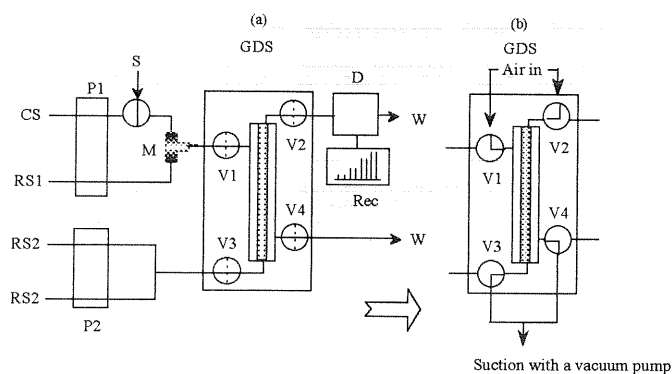 (a)
(b)
GDS
GDS
Air in
S
P1
D
CS
W
M
V1
V2
V2
V1
RS1
Rec
V4
V4
V3
V3
RS2
W
RS2
P2
Suction with a vacuum pump